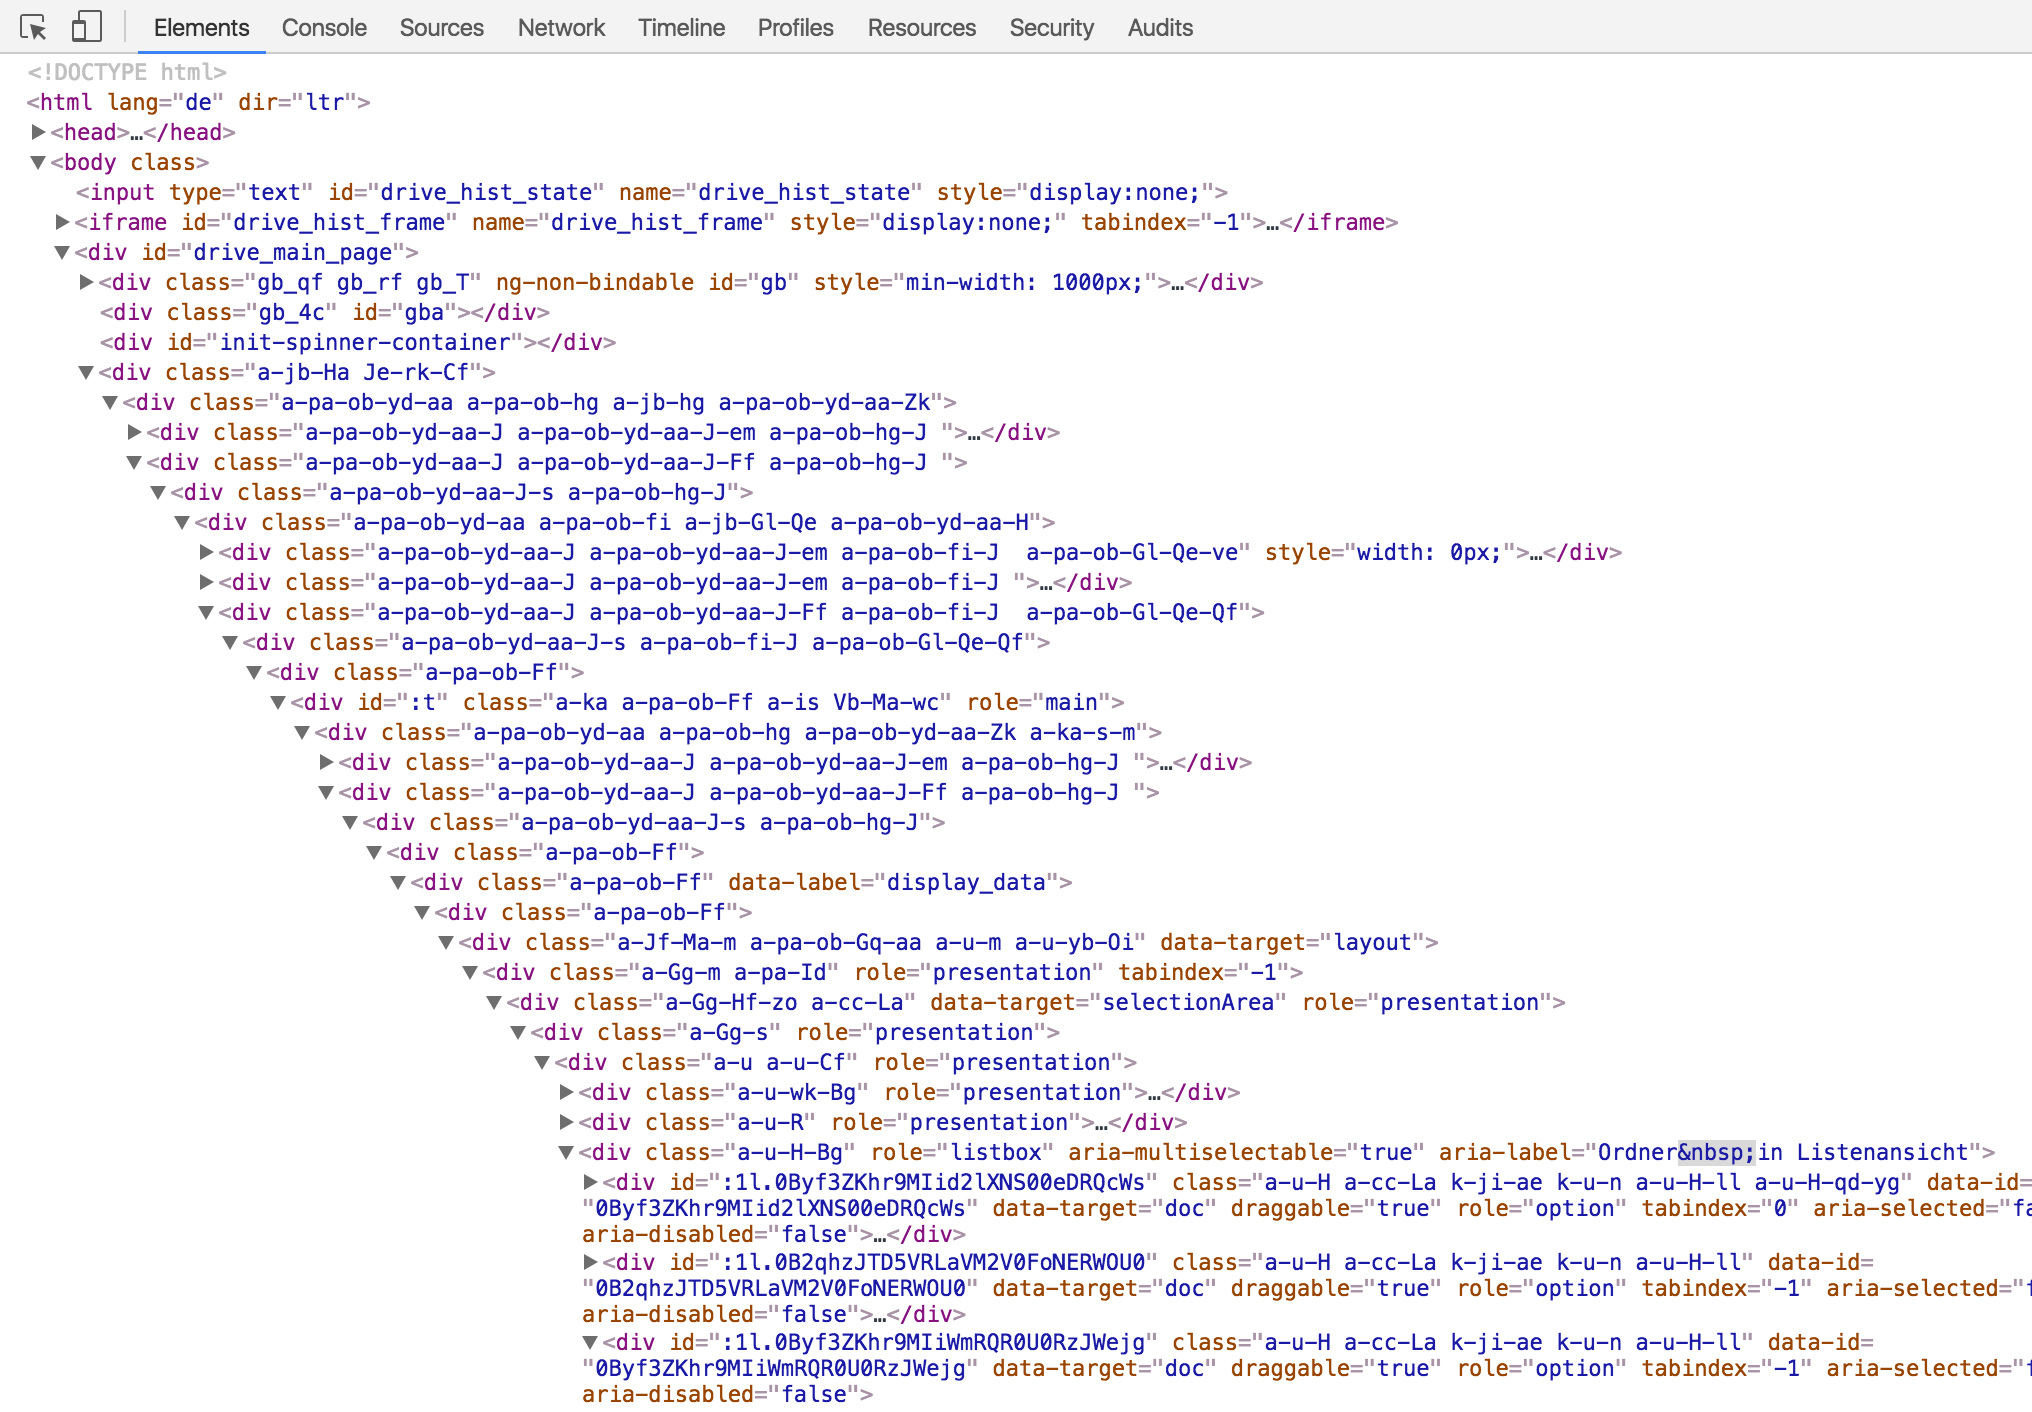 Elements Console Sources Network Timeline Profiles Resources Security Audits
<!DOCTYPE html>
<html lang="de" dir="ltr">
<head>…</head>
<body class>
<input type="text" id="drive_hist_state" name="drive_hist_state" style="display:none;">
<iframe id="drive_hist_frame" name="drive_hist_frame" style="display:none;" tabindex="-1">…</iframe>
<div id="drive_main_page">
<div class="gb_qf gb_rf gb_T" ng-non-bindable id="gb" style="min-width: 1000px;">…</div>
<div class="gb_4c" id="gba"></div>
<div id="init-spinner-container"></div>
<div class="a-jb-Ha Je-rk-Cf">
<div class="a-pa-ob-yd-aa a-pa-ob-hg a-jb-hg a-pa-ob-yd-aa-Zk">
<div class="a-pa-ob-yd-aa-J a-pa-ob-yd-aa-J-em a-pa-ob-hg-J ">…</div>
<div class="a-pa-ob-yd-aa-J a-pa-ob-yd-aa-J-Ff a-pa-ob-hg-J ">
<div class="a-pa-ob-yd-aa-J-s a-pa-ob-hg-J">
<div class="a-pa-ob-yd-aa a-pa-ob-fi a-jb-Gl-Qe a-pa-ob-yd-aa-H">
<div class="a-pa-ob-yd-aa-J a-pa-ob-yd-aa-J-em a-pa-ob-fi-J  a-pa-ob-Gl-Qe-ve" style="width: 0px;">…</div>
<div class="a-pa-ob-yd-aa-J a-pa-ob-yd-aa-J-em a-pa-ob-fi-J ">…</div>
<div class="a-pa-ob-yd-aa-J a-pa-ob-yd-aa-J-Ff a-pa-ob-fi-J  a-pa-ob-Gl-Qe-Qf">
<div class="a-pa-ob-yd-aa-J-s a-pa-ob-fi-J a-pa-ob-Gl-Qe-Qf">
<div class="a-pa-ob-Ff">
<div id=":t" class="a-ka a-pa-ob-Ff a-is Vb-Ma-wc" role="main">
<div class="a-pa-ob-yd-aa a-pa-ob-hg a-pa-ob-yd-aa-Zk a-ka-s-m">
<div class="a-pa-ob-yd-aa-J a-pa-ob-yd-aa-J-em a-pa-ob-hg-J ">…</div>
<div class="a-pa-ob-yd-aa-J a-pa-ob-yd-aa-J-Ff a-pa-ob-hg-J ">
<div class="a-pa-ob-yd-aa-J-s a-pa-ob-hg-J">
<div class="a-pa-ob-Ff">
<div class="a-pa-ob-Ff" data-label="display_data">
<div class="a-pa-ob-Ff">
<div class="a-Jf-Ma-m a-pa-ob-Gq-aa a-u-m a-u-yb-Oi" data-target="layout">
<div class="a-Gg-m a-pa-Id" role="presentation" tabindex="-1">
<div class="a-Gg-Hf-zo a-cc-La" data-target="selectionArea" role="presentation">
<div class="a-Gg-s" role="presentation">
<div class="a-u a-u-Cf" role="presentation">
<div class="a-u-wk-Bg" role="presentation">…</div>
<div class="a-u-R" role="presentation">…</div>
<div class="a-u-H-Bg" role="listbox" aria-multiselectable="true" aria-label="Ordner&nbsp;in Listenansicht">
<div id=":1l.0Byf3ZKhr9MIid2lXNS00eDRQcWs" class="a-u-H a-cc-La k-ji-ae k-u-n a-u-H-ll a-u-H-qd-yg" data-id=
"0Byf3ZKhr9MIid2lXNS00eDRQcWs" data-target="doc" draggable="true" role="option" tabindex="0" aria-selected="fa
aria-disabled="false">…</div>
<div id=":1l.0B2qhzJTD5VRLaVM2V0FoNERWOU0" class="a-u-H a-cc-La k-ji-ae k-u-n a-u-H-ll" data-id=
"0B2qhzJTD5VRLaVM2V0FoNERWOU0" data-target="doc" draggable="true" role="option" tabindex="-1" aria-selected="f
aria-disabled="false">…</div>
<div id=":1l.0Byf3ZKhr9MIiWmRQR0U0RzJWejg" class="a-u-H a-cc-La k-ji-ae k-u-n a-u-H-ll" data-id=
"0Byf3ZKhr9MIiWmRQR0U0RzJWejg" data-target="doc" draggable="true" role="option" tabindex="-1" aria-selected="f
aria-disabled="false">